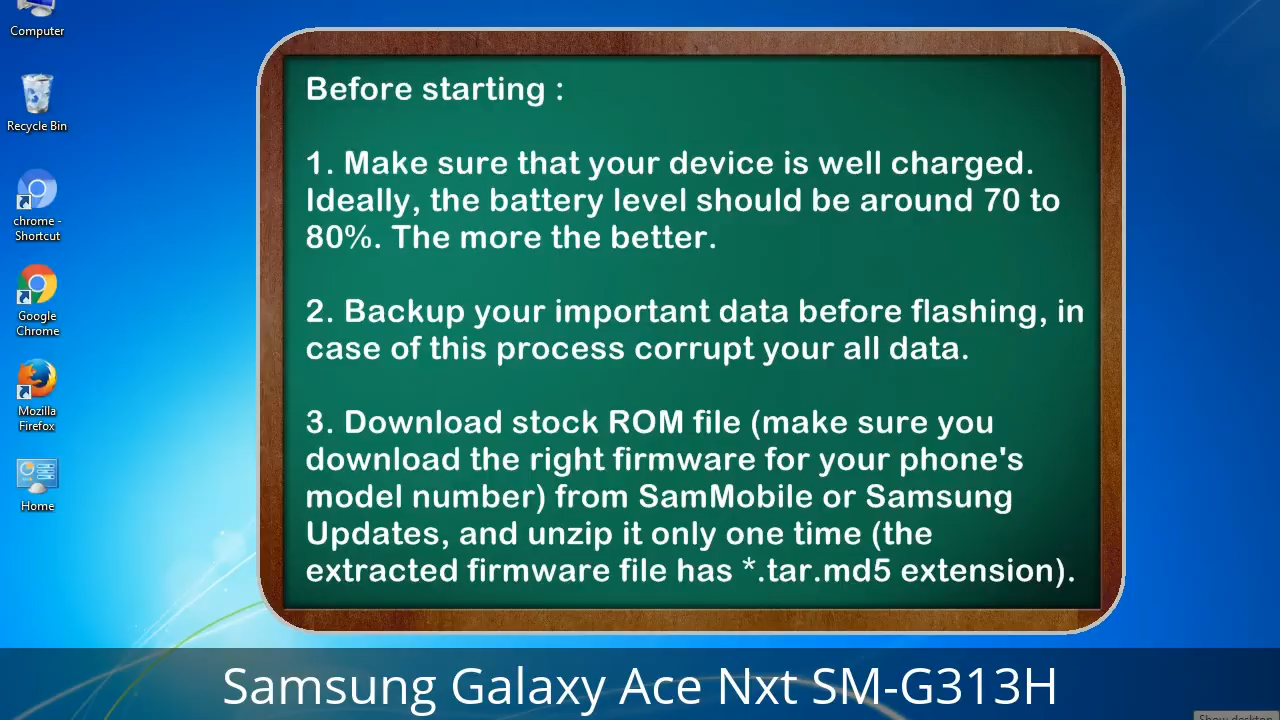 Computer
Recycle Bin
chrome -
Shortcut
Google
Chrome
Mozilla
Firefox
Home
Before starting :
1. Make sure that your device is well charged.
Ideally, the battery level should be around 70 to
80%. The more the better.
2. Backup your important data before flashing, in
case of this process corrupt your all data.
3. Download stock ROM file (make sure you
download the right firmware for your phone's
model number) from SamMobile or Samsung
Updates, and unzip it only one time (the
extracted firmware file has *.tar.md5 extension).
Samsung Galaxy Ace Nxt SM-G313H
Show desktop